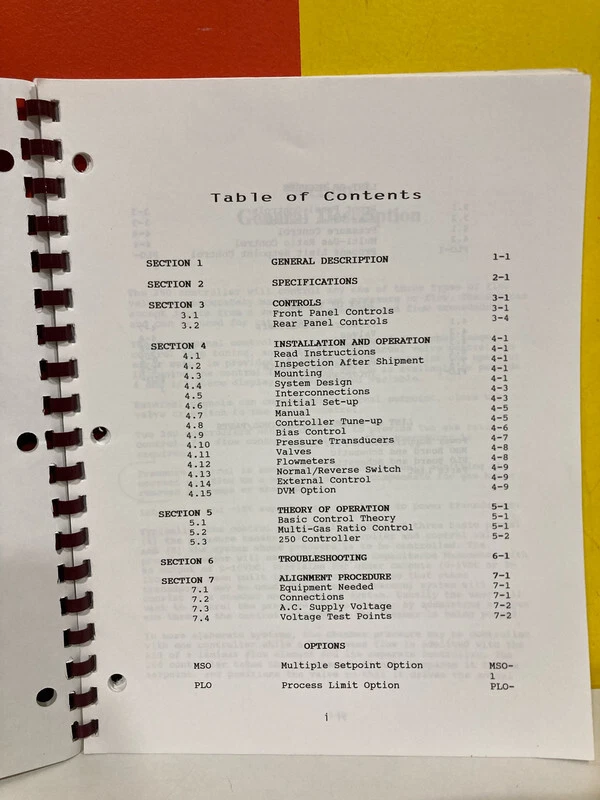 Table of Contents
SECTION 1 GENERAL DESCRIPTION 1-1
SECTION 2 SPECIFICATIONS 2-1
SECTION 3 CONTROLS 3-1
3.1 Front Panel Controls 3-1
3.2 Rear Panel Controls 3-4
SECTION 4 INSTALLATION AND OPERATION 4-1
4.1 Read Instructions 4-1
4.2 Inspection After Shipment 4-1
4.3 Mounting 4-1
4.4 System Design 4-1
4.5 Interconnections 4-3
4.6 Initial Set-up 4-3
4.7 Manual 4-5
4.8 Controller Tune-up 4-5
4.9 Bias Control 4-6
4.10 Pressure Transducers 4-7
4.11 Valves 4-8
4.12 Flowmeters 4-8
4.13 Normal/Reverse Switch 4-9
4.14 External Control 4-9
4.15 DVM Option 4-9
SECTION 5 THEORY OF OPERATION 5-1
5.1 Basic Control Theory 5-1
5.2 Multi-Gas Ratio Control 5-1
5.3 250 Controller 5-2
SECTION 6 TROUBLESHOOTING 6-1
SECTION 7 ALIGNMENT PROCEDURE 7-1
7.1 Equipment Needed 7-1
7.2 Connections 7-1
7.3 A.C. Supply Voltage 7-2
7.4 Voltage Test Points 7-2
OPTIONS
MSO Multiple Setpoint Option MSO-
1
PLO Process Limit Option PLO-
i